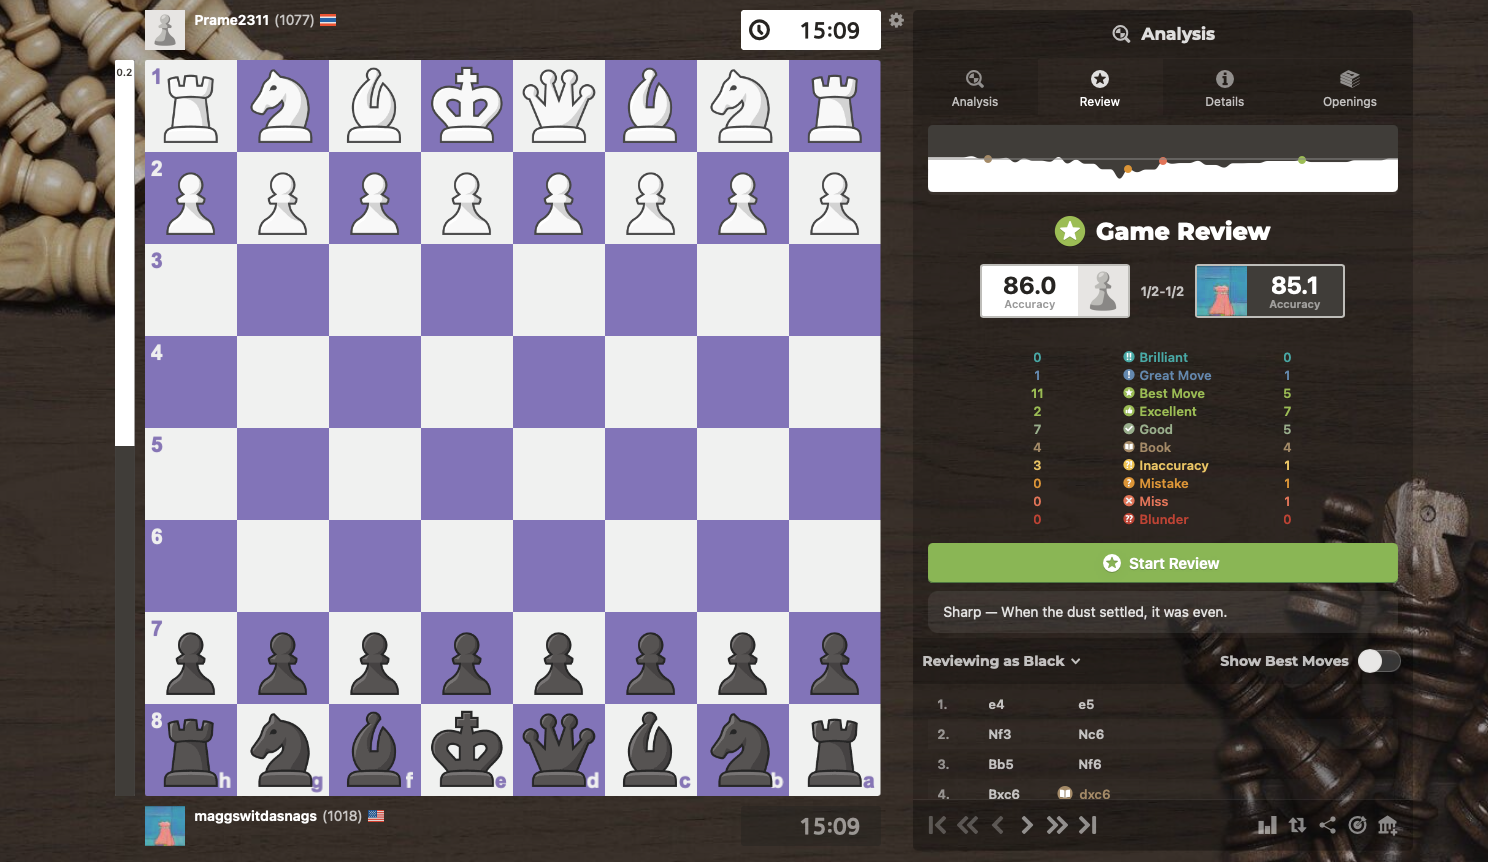 Prame2311 (1077)
15:09
0.2
1
2
3
4
5
6
7
8
h g f e d c b a
maggswitdasnags (1018)
15:09
Analysis
Analysis Review Details Openings
Game Review
86.0 Accuracy 1/2-1/2 85.1 Accuracy
0 !! Brilliant 0
1 ! Great Move 1
11 Best Move 5
2 Excellent 7
7 Good 5
4 Book 4
3 ?! Inaccuracy 1
0 ? Mistake 1
0 Miss 1
0 ?? Blunder 0
Start Review
Sharp — When the dust settled, it was even.
Reviewing as Black Show Best Moves
1. e4 e5
2. Nf3 Nc6
3. Bb5 Nf6
4. Bxc6 dxc6